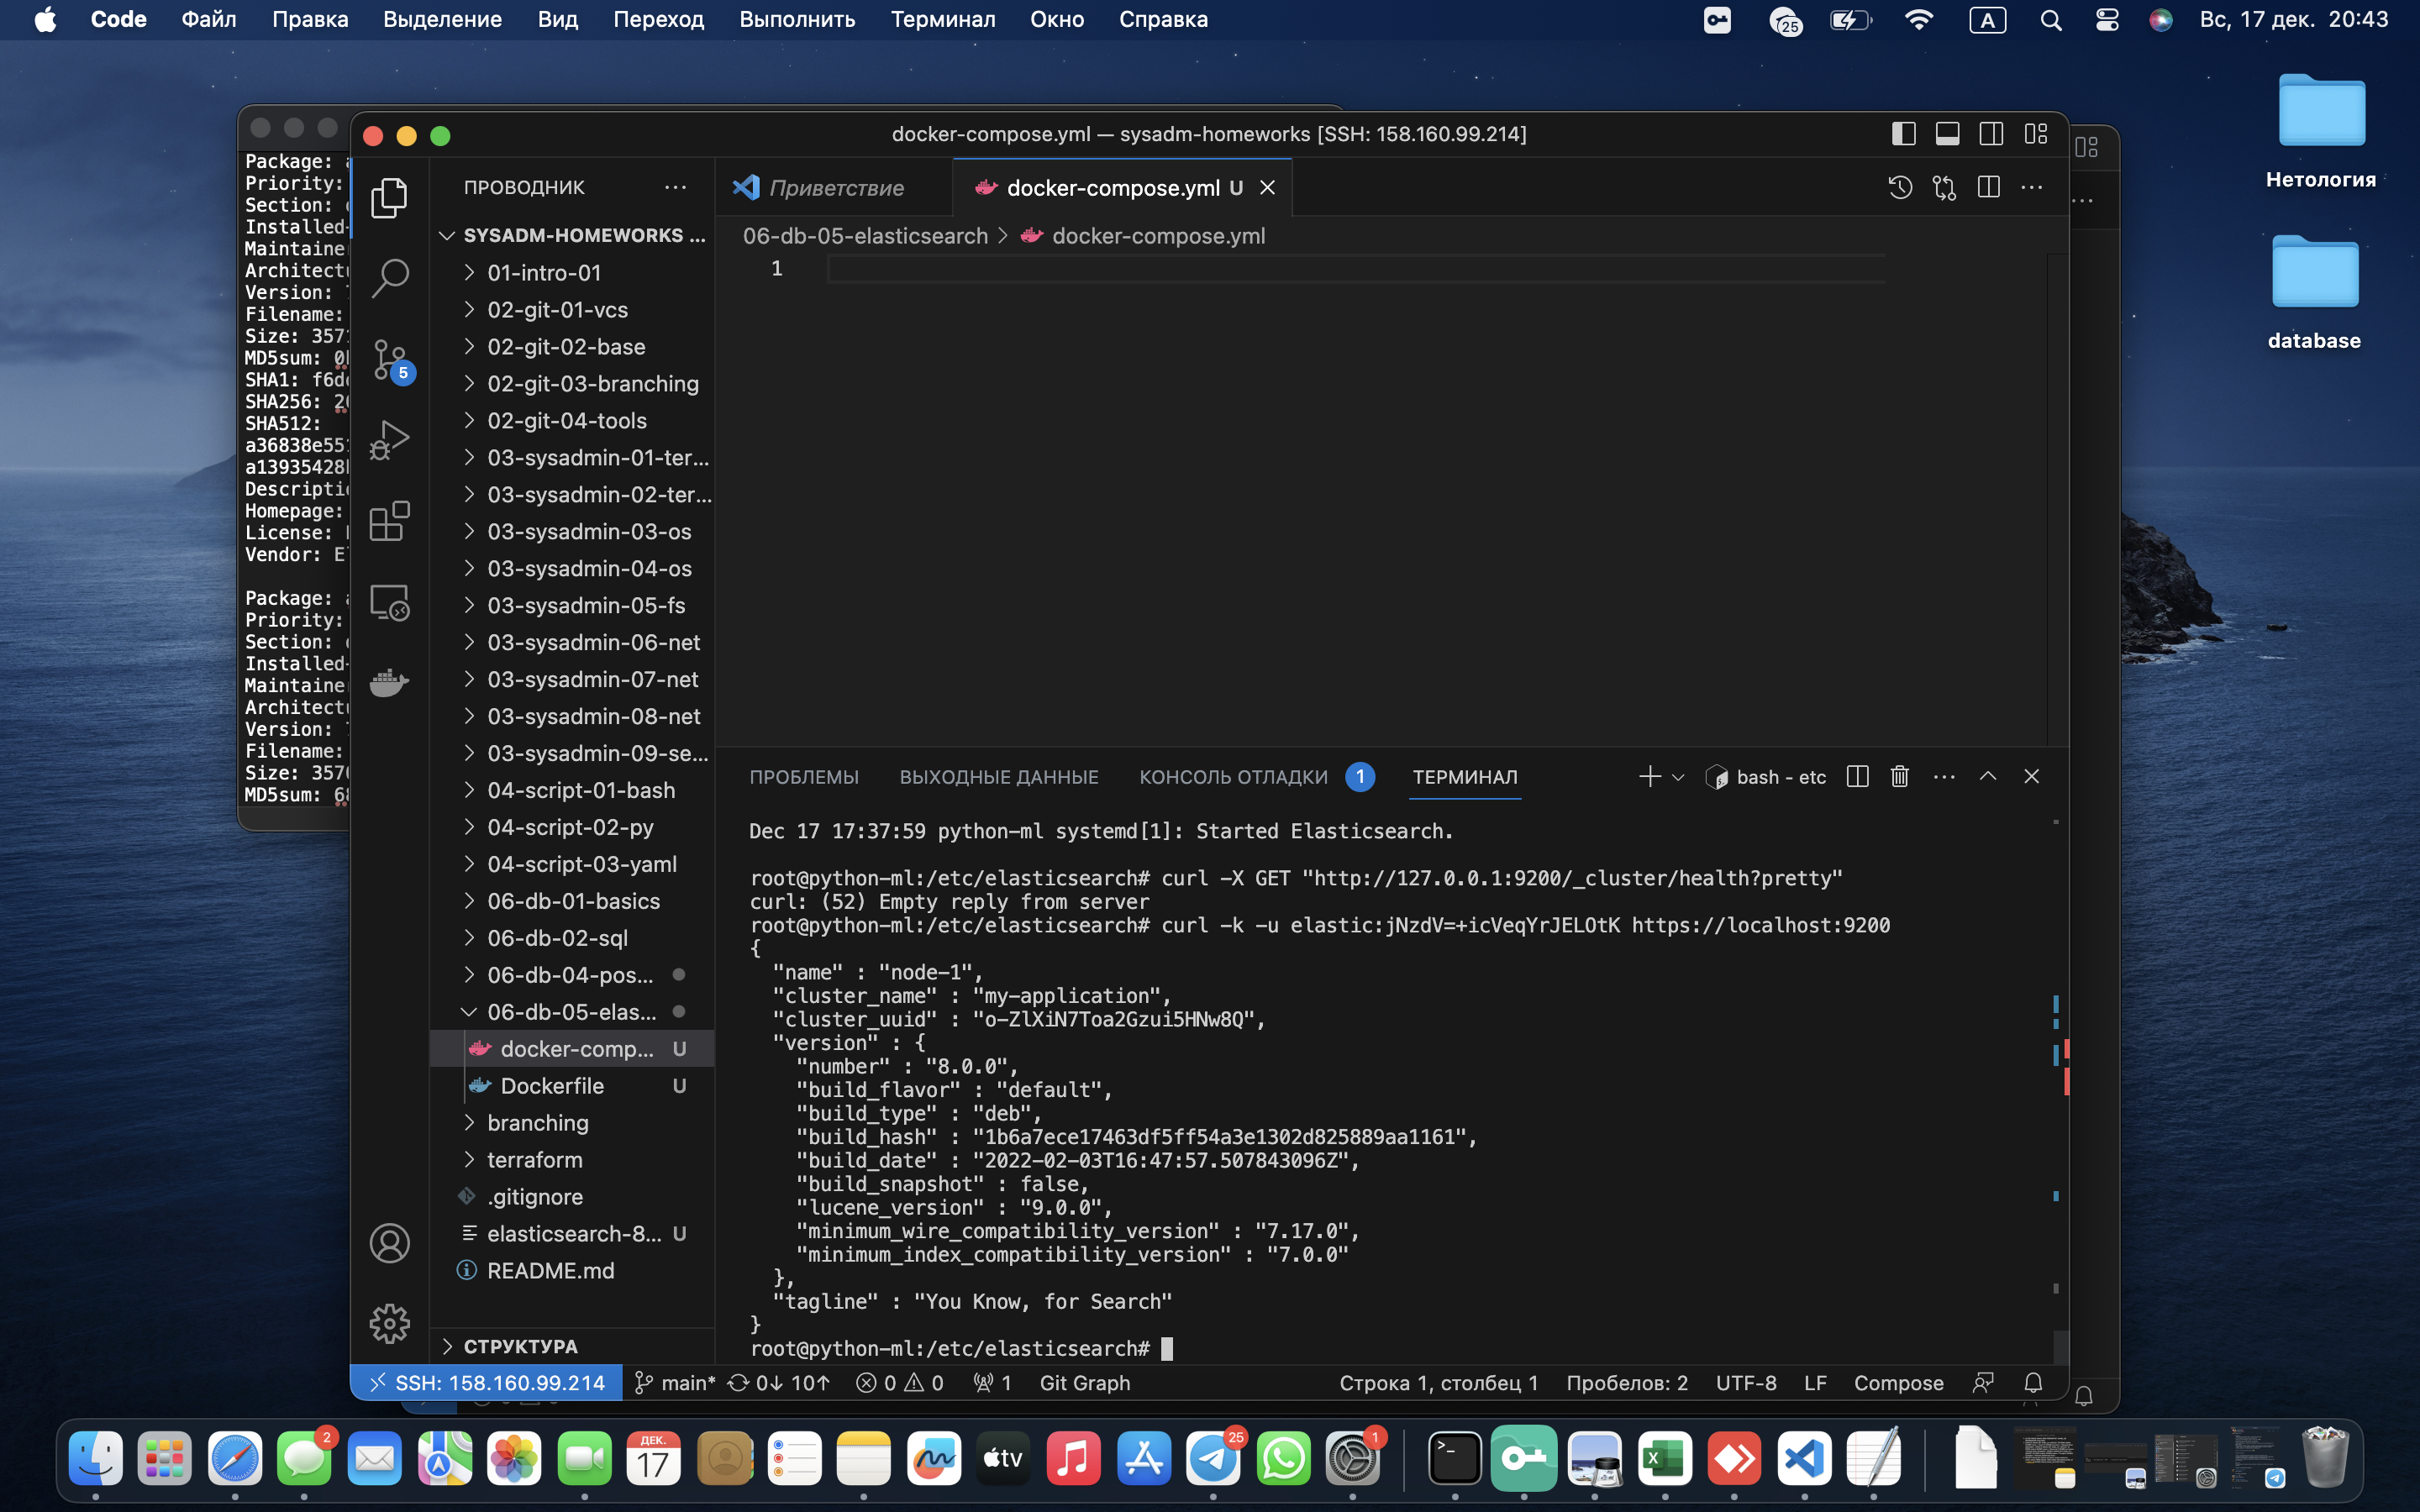 Code Файл Правка Выделение Вид Переход Выполнить Терминал Окно Справка 25 A Вс, 17 дек. 20:43
Нетология
database
Package:
Priority:
Section:
Installed-
Maintaine
Architectu
Version:
Filename:
Size: 357
MD5sum:
SHA1: f6d
SHA256: 2
SHA512:
a36838e55
a13935428
Descripti
Homepage:
License:
Vendor: E
Package:
Priority:
Section:
Installed-
Maintaine
Architectu
Version:
Filename:
Size: 357
MD5sum: 6
docker-compose.yml — sysadm-homeworks [SSH: 158.160.99.214]
ПРОВОДНИК
SYSADM-HOMEWORKS ...
01-intro-01
02-git-01-vcs
02-git-02-base
02-git-03-branching
02-git-04-tools
03-sysadmin-01-ter...
03-sysadmin-02-ter...
03-sysadmin-03-os
03-sysadmin-04-os
03-sysadmin-05-fs
03-sysadmin-06-net
03-sysadmin-07-net
03-sysadmin-08-net
03-sysadmin-09-se...
04-script-01-bash
04-script-02-py
04-script-03-yaml
06-db-01-basics
06-db-02-sql
06-db-04-pos...
06-db-05-elas...
docker-comp... U
Dockerfile U
branching
terraform
.gitignore
elasticsearch-8... U
README.md
СТРУКТУРА
5
Приветствие
docker-compose.yml U
06-db-05-elasticsearch > docker-compose.yml
1
ПРОБЛЕМЫ ВЫХОДНЫЕ ДАННЫЕ КОНСОЛЬ ОТЛАДКИ 1 ТЕРМИНАЛ bash - etc
Dec 17 17:37:59 python-ml systemd[1]: Started Elasticsearch.
root@python-ml:/etc/elasticsearch# curl -X GET "http://127.0.0.1:9200/_cluster/health?pretty"
curl: (52) Empty reply from server
root@python-ml:/etc/elasticsearch# curl -k -u elastic:jNzdV=+icVeqYrJELOtK https://localhost:9200
{
"name" : "node-1",
"cluster_name" : "my-application",
"cluster_uuid" : "o-ZlXiN7Toa2Gzui5HNw8Q",
"version" : {
"number" : "8.0.0",
"build_flavor" : "default",
"build_type" : "deb",
"build_hash" : "1b6a7ece17463df5ff54a3e1302d825889aa1161",
"build_date" : "2022-02-03T16:47:57.507843096Z",
"build_snapshot" : false,
"lucene_version" : "9.0.0",
"minimum_wire_compatibility_version" : "7.17.0",
"minimum_index_compatibility_version" : "7.0.0"
},
"tagline" : "You Know, for Search"
}
root@python-ml:/etc/elasticsearch#
SSH: 158.160.99.214 main* 0↓ 10↑ 0 0 1 Git Graph Строка 1, столбец 1 Пробелов: 2 UTF-8 LF Compose
2 ДЕК. 17 tv 25 1